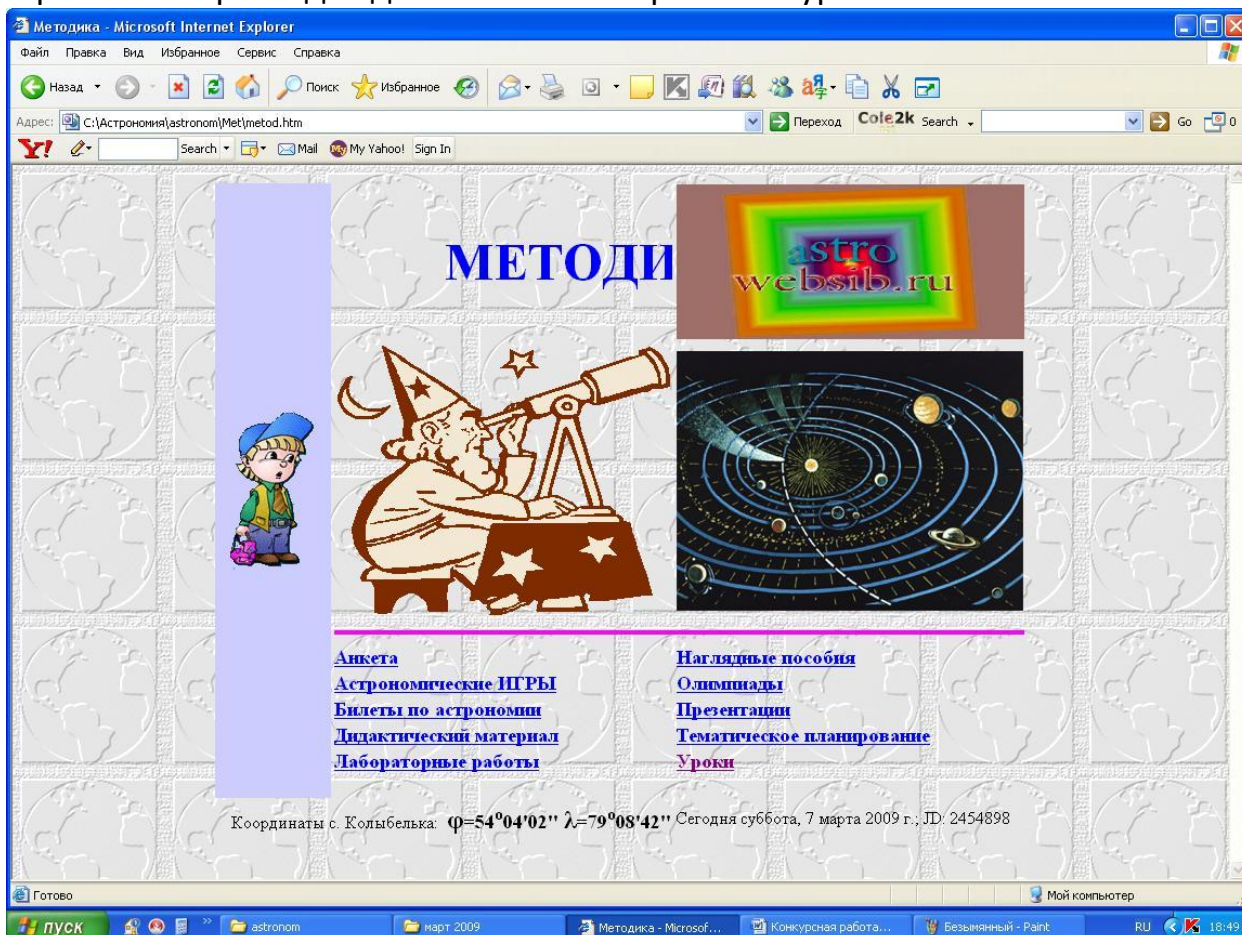 Методика - Microsoft Internet Explorer
Файл Правка Вид Избранное Сервис Справка
Назад Поиск Избранное
Адрес: C:\Астрономия\astronom\Met\metod.htm Переход Cole2k Search Go 0
Y! Search Mail My Yahoo! Sign In
МЕТОДИ
astro
websib.ru
Анкета
Астрономические ИГРЫ
Билеты по астрономии
Дидактический материал
Лабораторные работы
Наглядные пособия
Олимпиады
Презентации
Тематическое планирование
Уроки
Координаты с. Колыбелька: φ=54⁰04'02'' λ=79⁰08'42'' Сегодня суббота, 7 марта 2009 г.; JD: 2454898
Готово Мой компьютер
пуск astronom март 2009 Методика - Microsof... Конкурсная работа... Безымянный - Paint RU 18:49